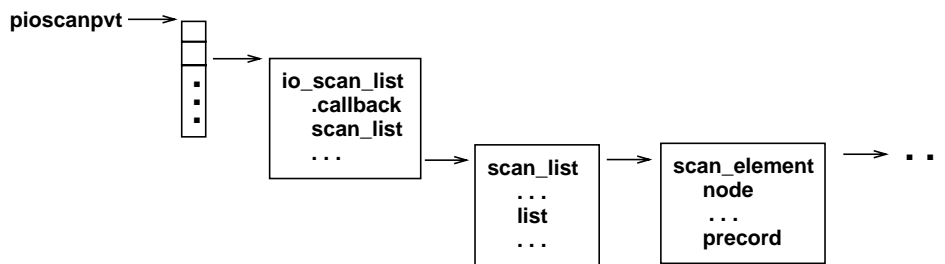 pioscanpvt
io_scan_list
.callback
scan_list
. . .
scan_list
. . .
list
. . .
scan_element
node
. . .
precord
. .